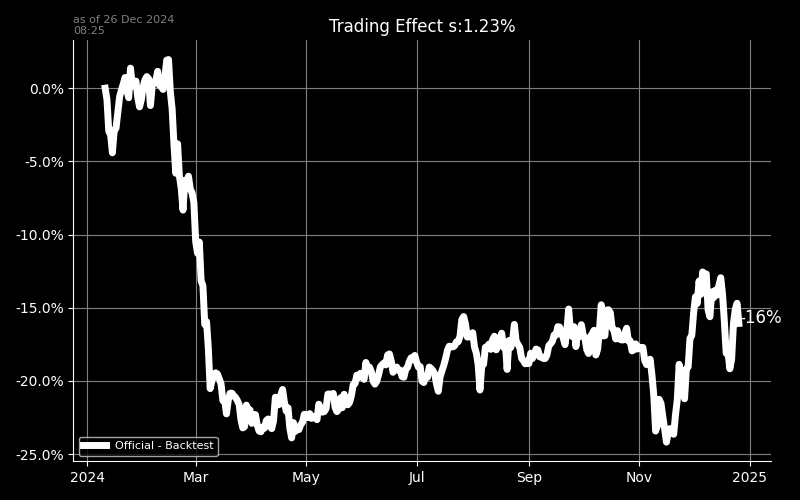 as of 26 Dec 2024
08:25
Trading Effect s:1.23%
0.0%
-5.0%
-10.0%
-15.0%
-16%
-20.0%
-25.0%
Official - Backtest
2024 Mar May Jul Sep Nov 2025